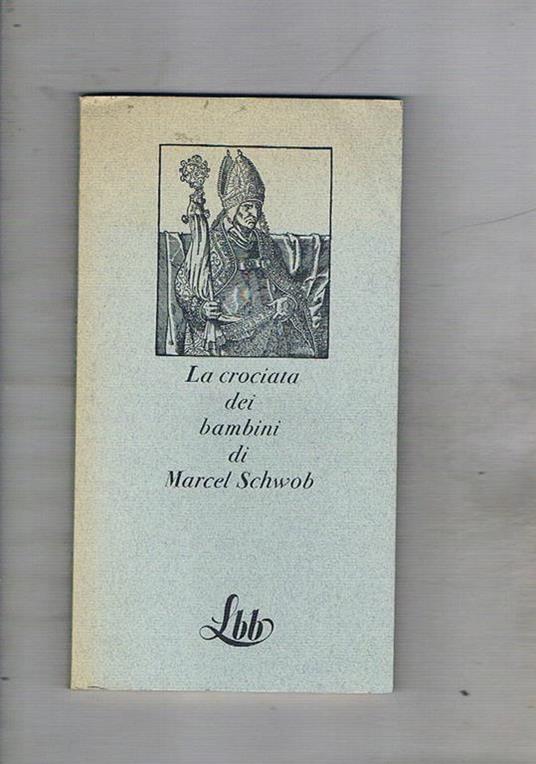 La crociata
dei
bambini
di
Marcel Schwob
Lbb